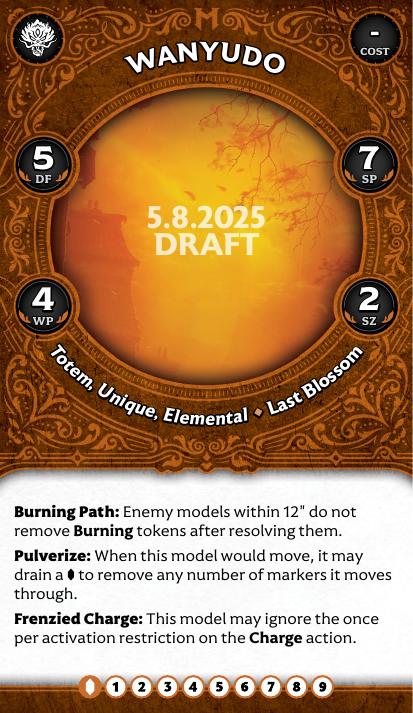 -
COST
WANYUDO
5
DF
7
SP
5.8.2025
DRAFT
4
WP
2
SZ
Totem, Unique, Elemental ♦ Last Blossom
Burning Path: Enemy models within 12" do not
remove Burning tokens after resolving them.
Pulverize: When this model would move, it may
drain a ⬮ to remove any number of markers it moves
through.
Frenzied Charge: This model may ignore the once
per activation restriction on the Charge action.
1 2 3 4 5 6 7 8 9